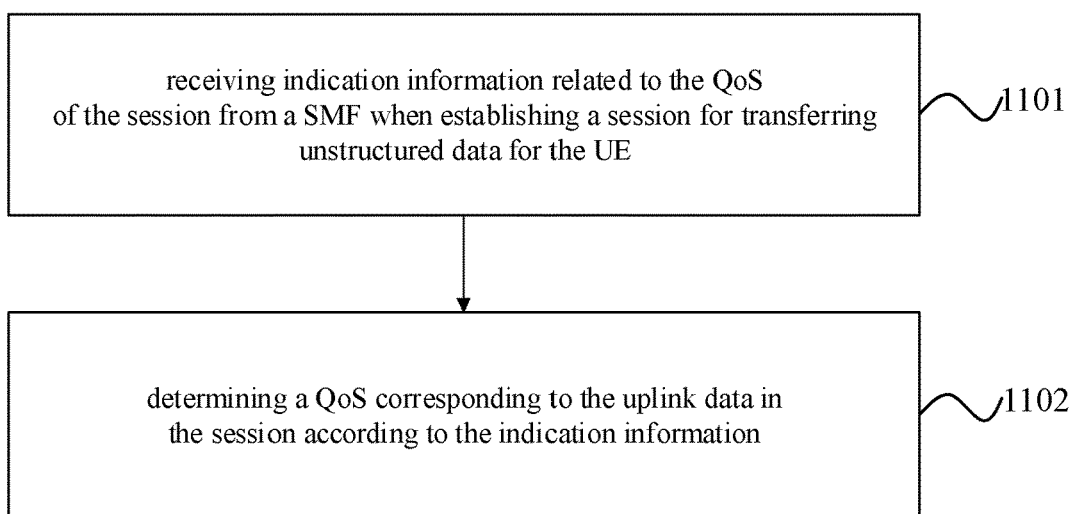 receiving indication information related to the QoS
of the session from a SMF when establishing a session for transferring
unstructured data for the UE
1101
determining a QoS corresponding to the uplink data in
the session according to the indication information
1102